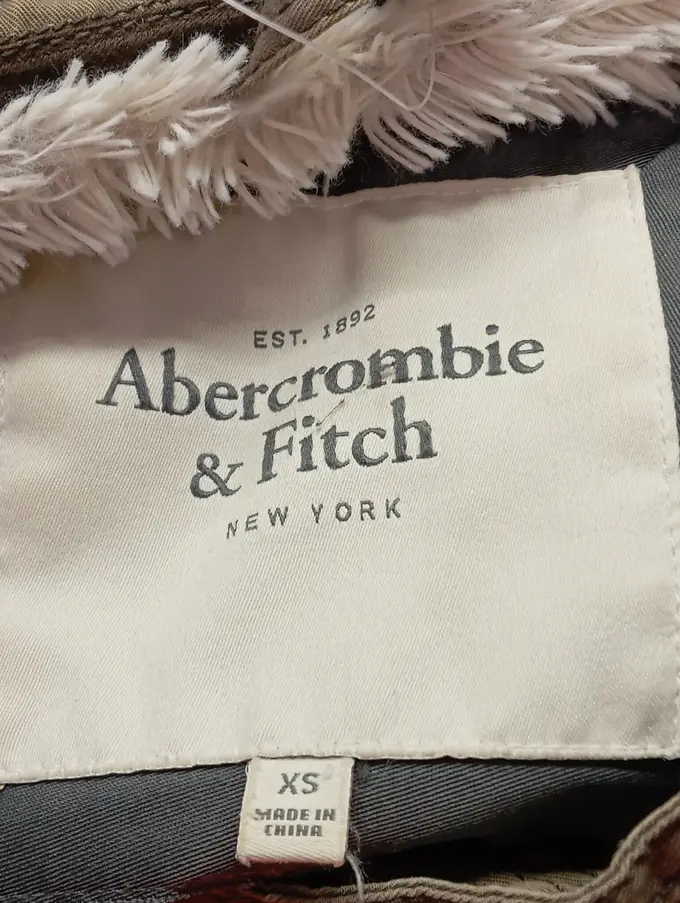 EST. 1892
Abercrombie
& Fitch
NEW YORK
XS
MADE IN
CHINA